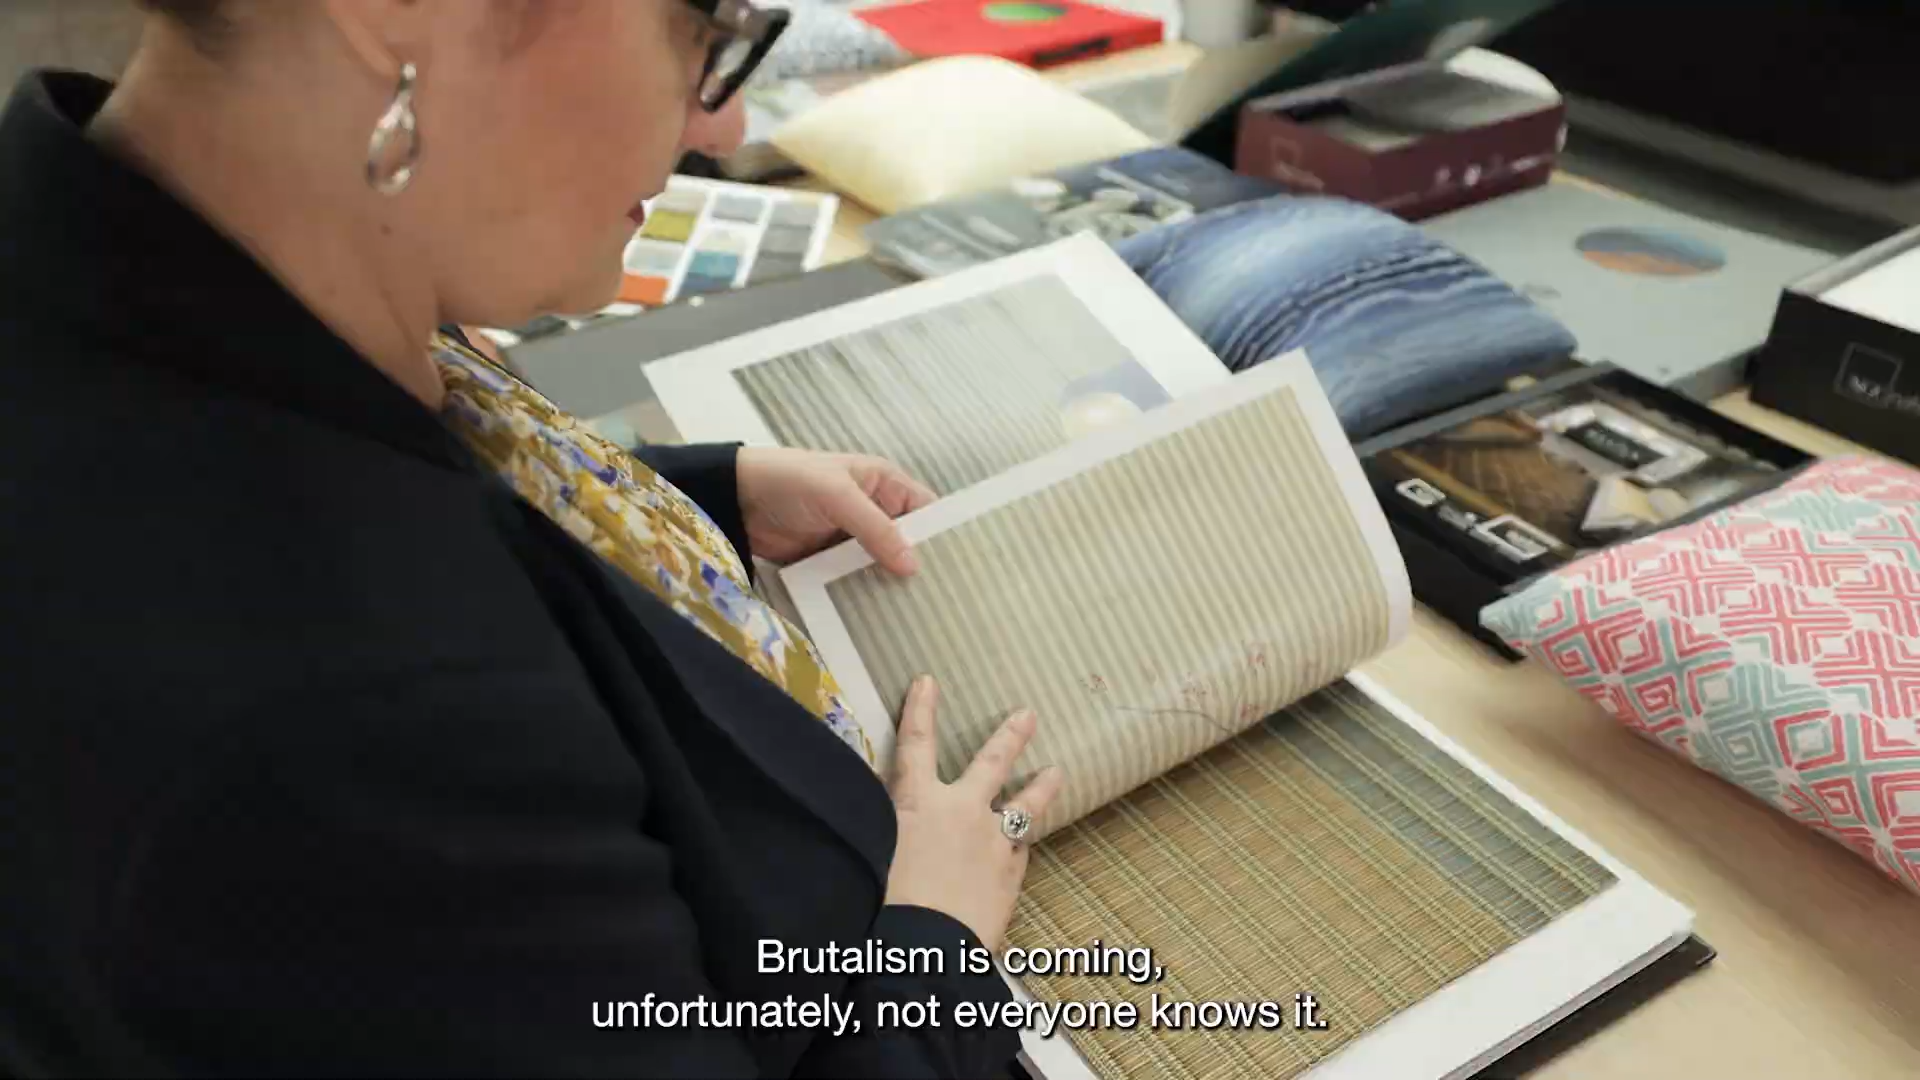 Brutalism is coming,
unfortunately, not everyone knows it.